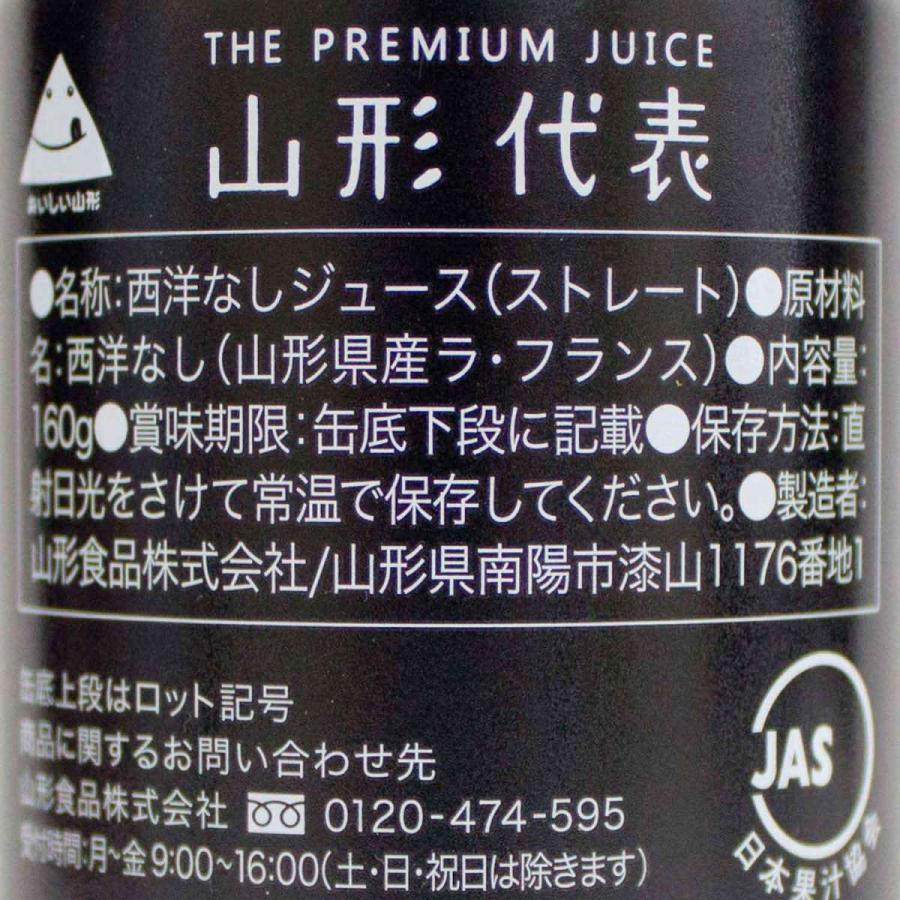 THE PREMIUM JUICE
山形代表
おいしい山形
●名称:西洋なしジュース(ストレート)●原材料
名:西洋なし(山形県産ラ・フランス)●内容量:
160g●賞味期限:缶底下段に記載●保存方法:直
射日光をさけて常温で保存してください。●製造者:
山形食品株式会社/山形県南陽市漆山1176番地1
缶底上段はロット記号
商品に関するお問い合わせ先
山形食品株式会社 0120-474-595
受付時間:月~金9:00~16:00(土・日・祝日は除きます)
JAS
日本果汁協会